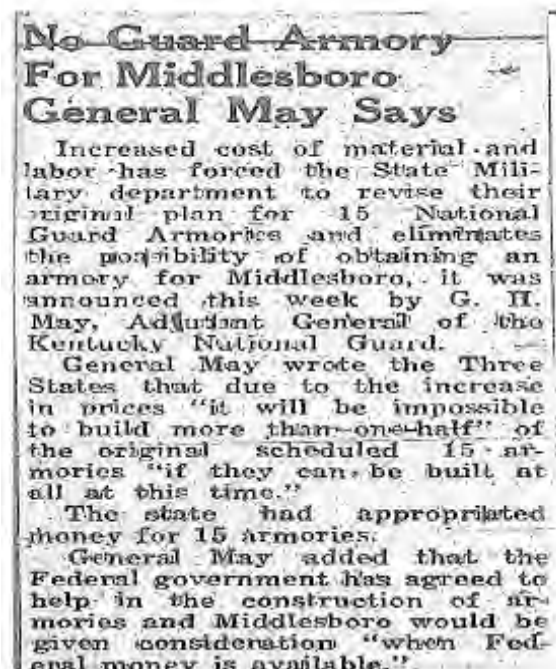 No Guard Armory
For Middlesboro
General May Says
Increased cost of material and
labor has forced the State Mili-
tary department to revise their
original plan for 15 National
Guard Armories and eliminates
the possibility of obtaining an
armory for Middlesboro, it was
announced this week by G. H.
May, Adjutant General of the
Kentucky National Guard.
General May wrote the Three
States that due to the increase
in prices "it will be impossible
to build more than one-half" of
the original scheduled 15 ar-
mories "if they can be built at
all at this time."
The state had appropriated
money for 15 armories.
General May added that the
Federal government has agreed to
help in the construction of ar-
mories and Middlesboro would be
given consideration "when Fed-
eral money is available."